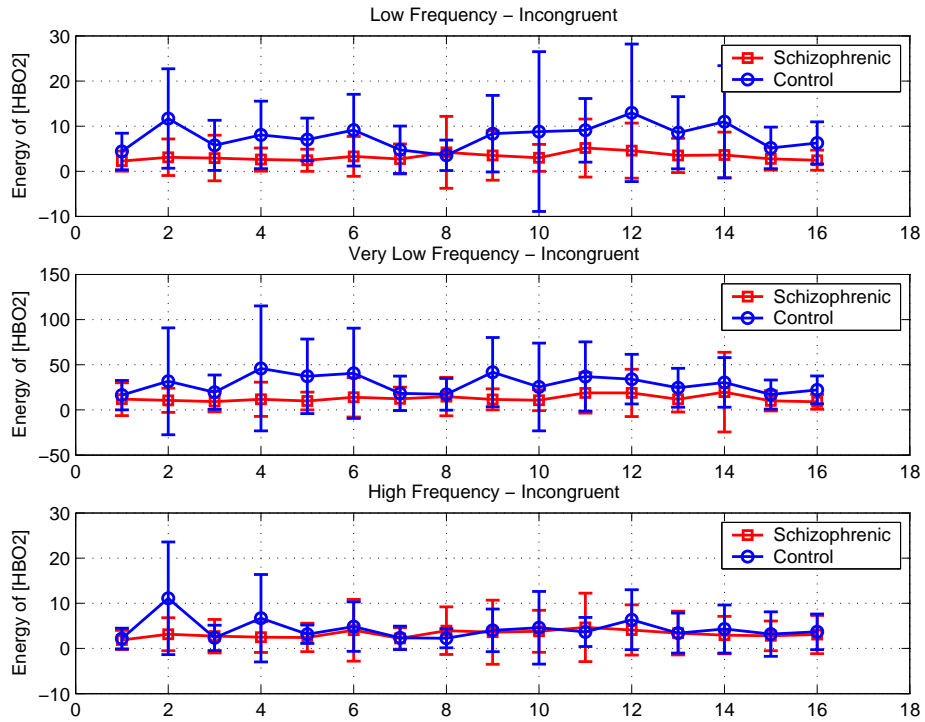 Low Frequency − Incongruent
Energy of [HBO2]
30
20
10
0
−10
Schizophrenic
Control
0 2 4 6 8 10 12 14 16 18
Very Low Frequency − Incongruent
Energy of [HBO2]
150
100
50
0
−50
Schizophrenic
Control
0 2 4 6 8 10 12 14 16 18
High Frequency − Incongruent
Energy of [HBO2]
30
20
10
0
−10
Schizophrenic
Control
0 2 4 6 8 10 12 14 16 18